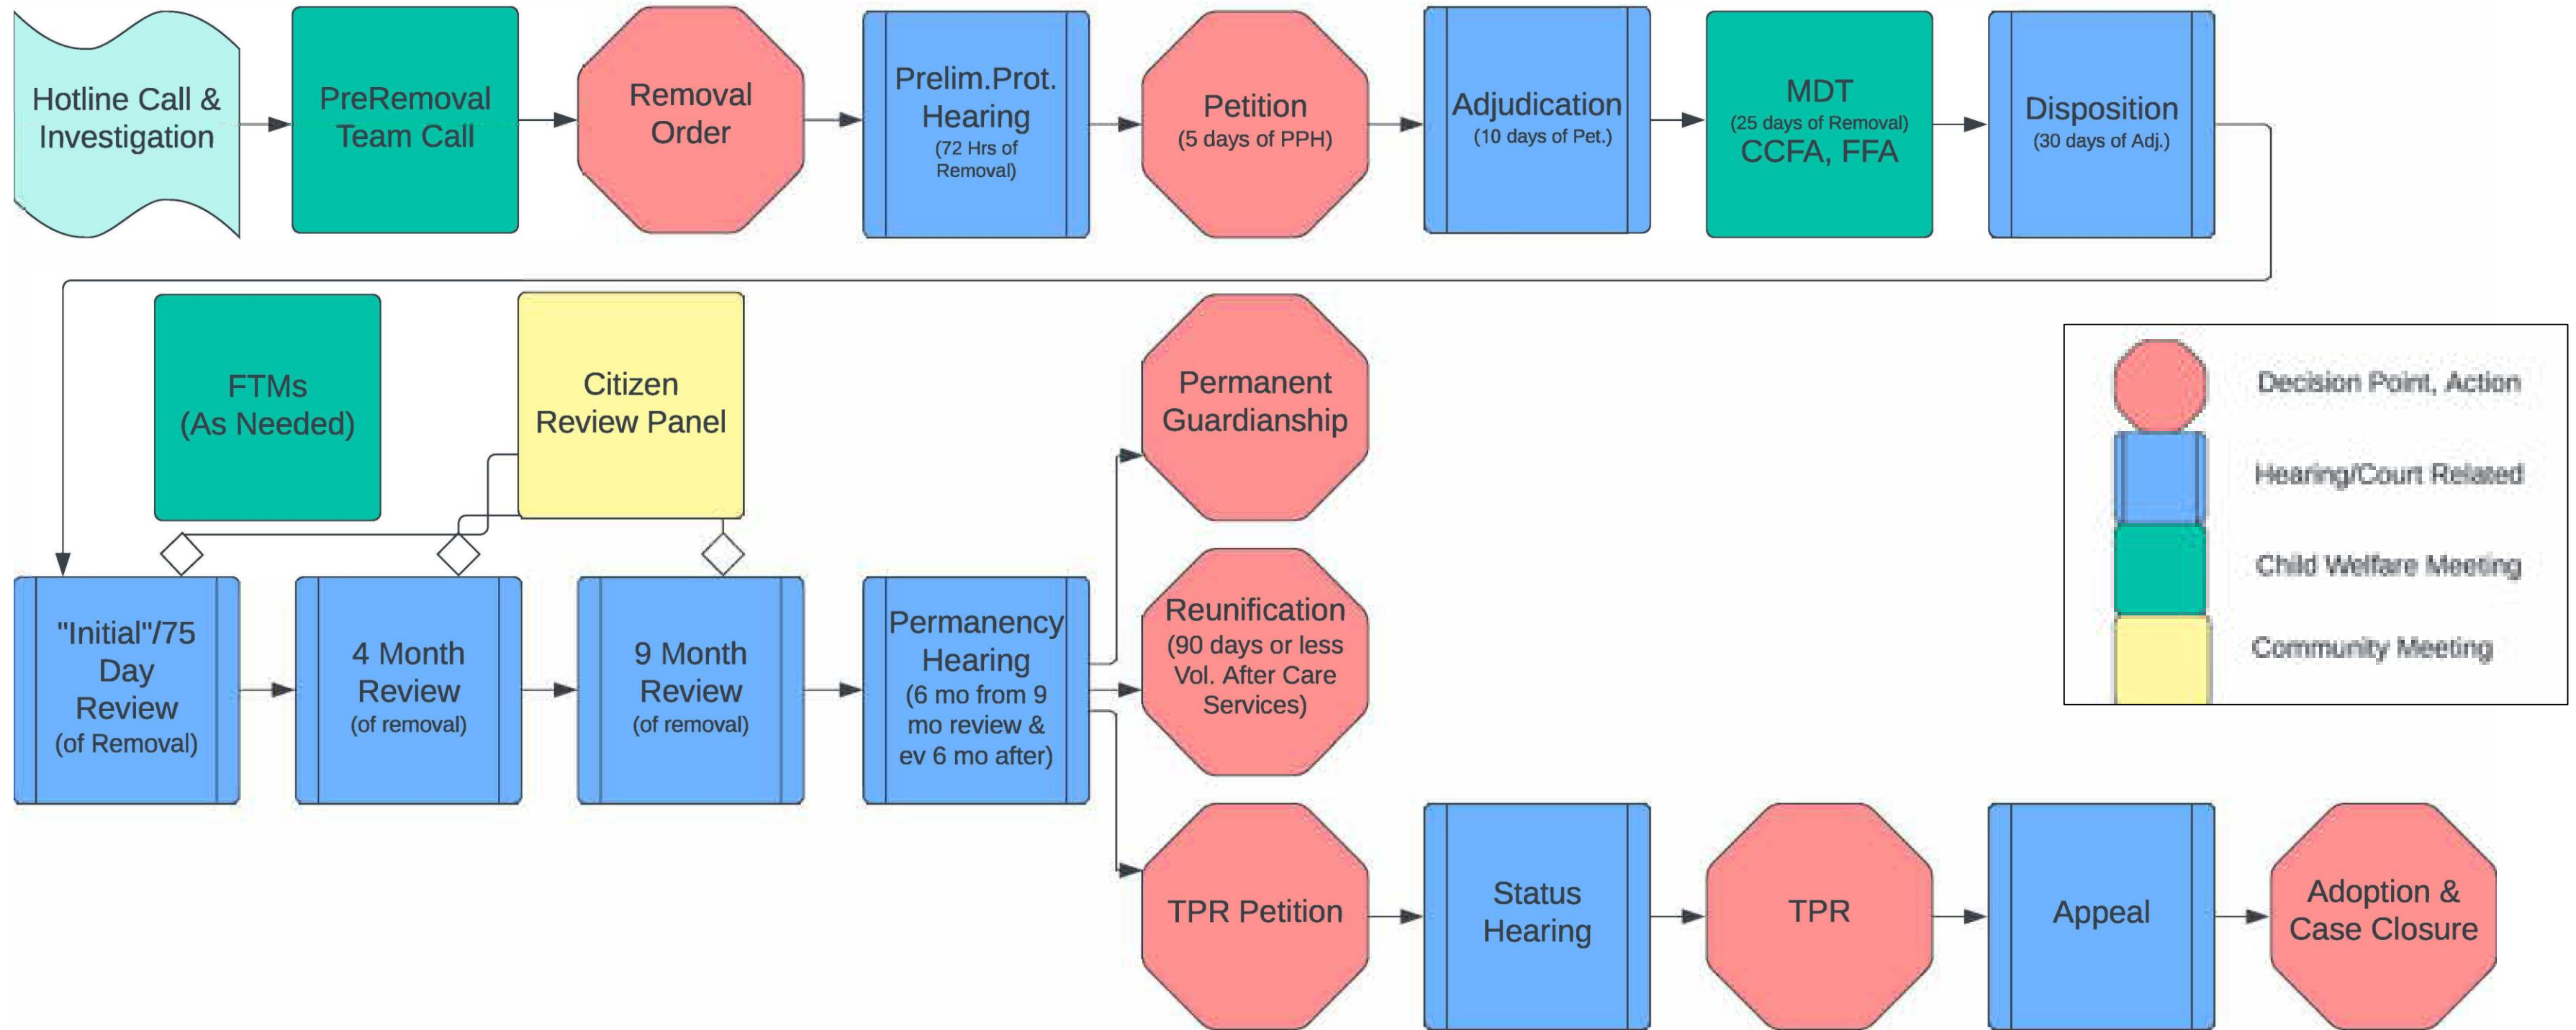 Hotline Call &
Investigation
PreRemoval
Team Call
Removal
Order
Prelim.Prot.
Hearing
(72 Hrs of
Removal)
Petition
(5 days of PPH)
Adjudication
(10 days of Pet.)
MDT
(25 days of Removal)
CCFA, FFA
Disposition
(30 days of Adj.)
FTMs
(As Needed)
Citizen
Review Panel
Permanent
Guardianship
Decision Point, Action
Hearing/Court Related
Child Welfare Meeting
Community Meeting
"Initial"/75
Day
Review
(of Removal)
4 Month
Review
(of removal)
9 Month
Review
(of removal)
Permanency
Hearing
(6 mo from 9
mo review &
ev 6 mo after)
Reunification
(90 days or less
Vol. After Care
Services)
TPR Petition
Status
Hearing
TPR
Appeal
Adoption &
Case Closure